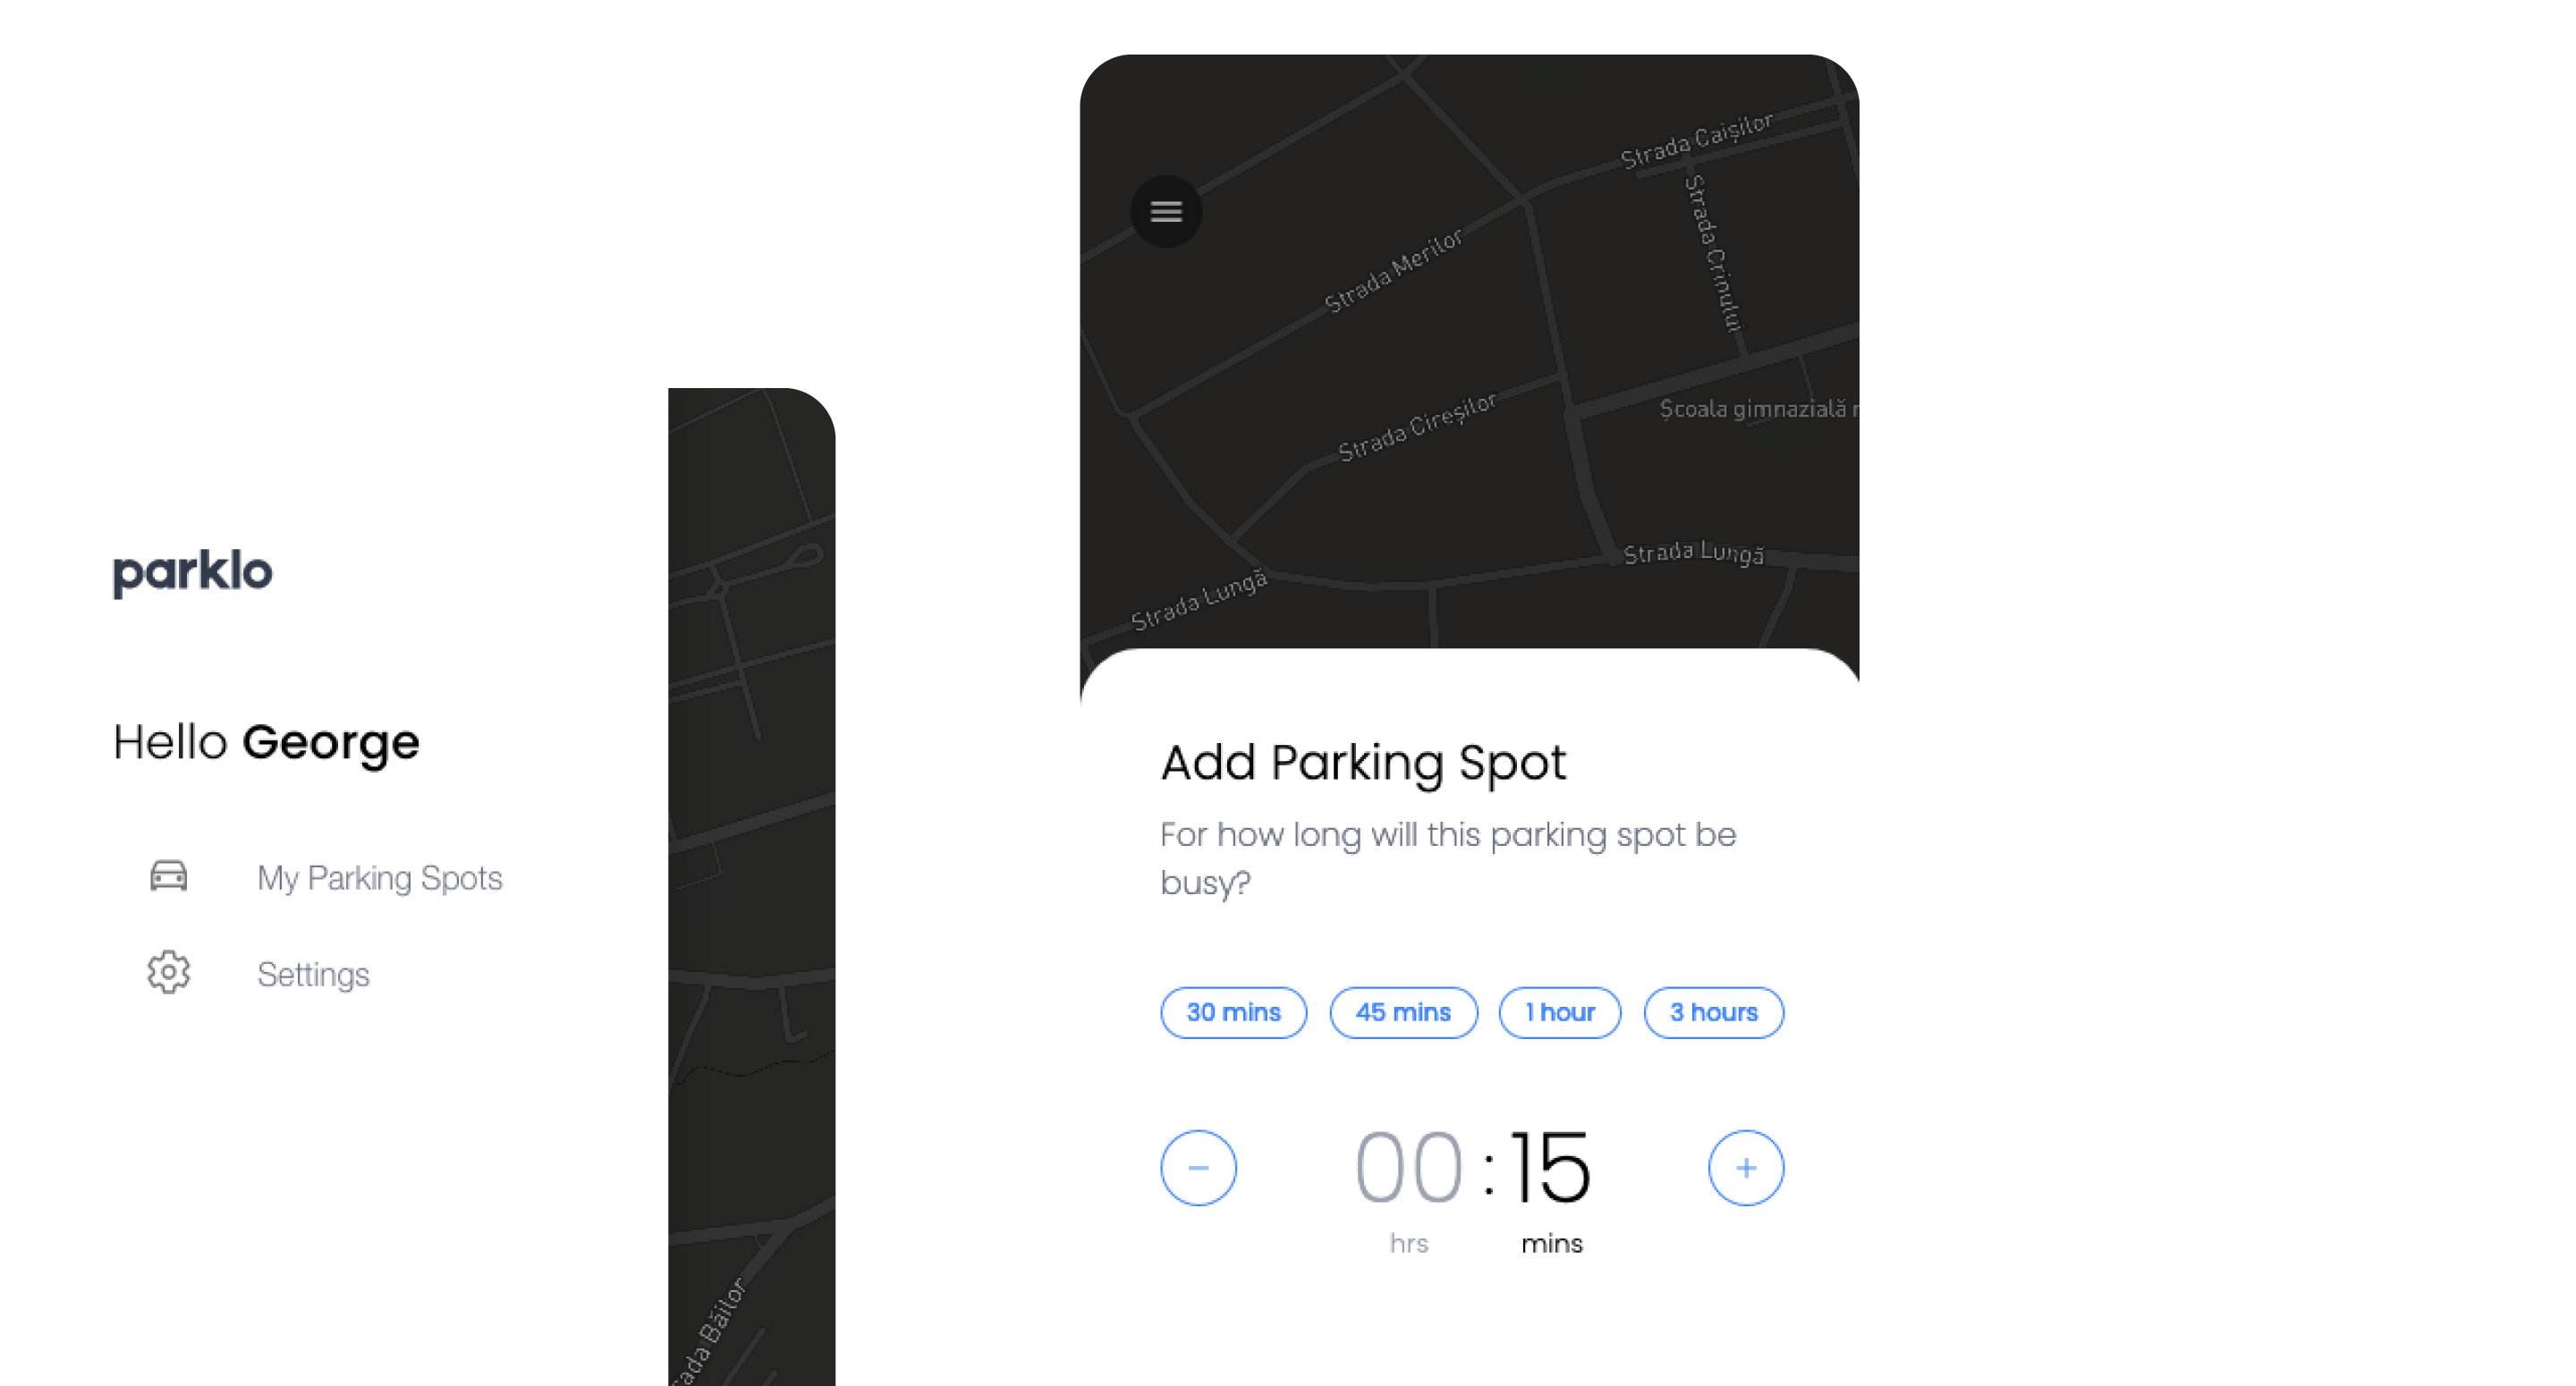 parklo
Hello George
My Parking Spots
Settings
Strada Băilor
Strada Caișilor
Strada Crinului
Strada Merilor
Strada Cireșilor
Școala gimnazială
Strada Lungă
Strada Lungă
Add Parking Spot
For how long will this parking spot be
busy?
30 mins
45 mins
1 hour
3 hours
00 : 15
hrs mins